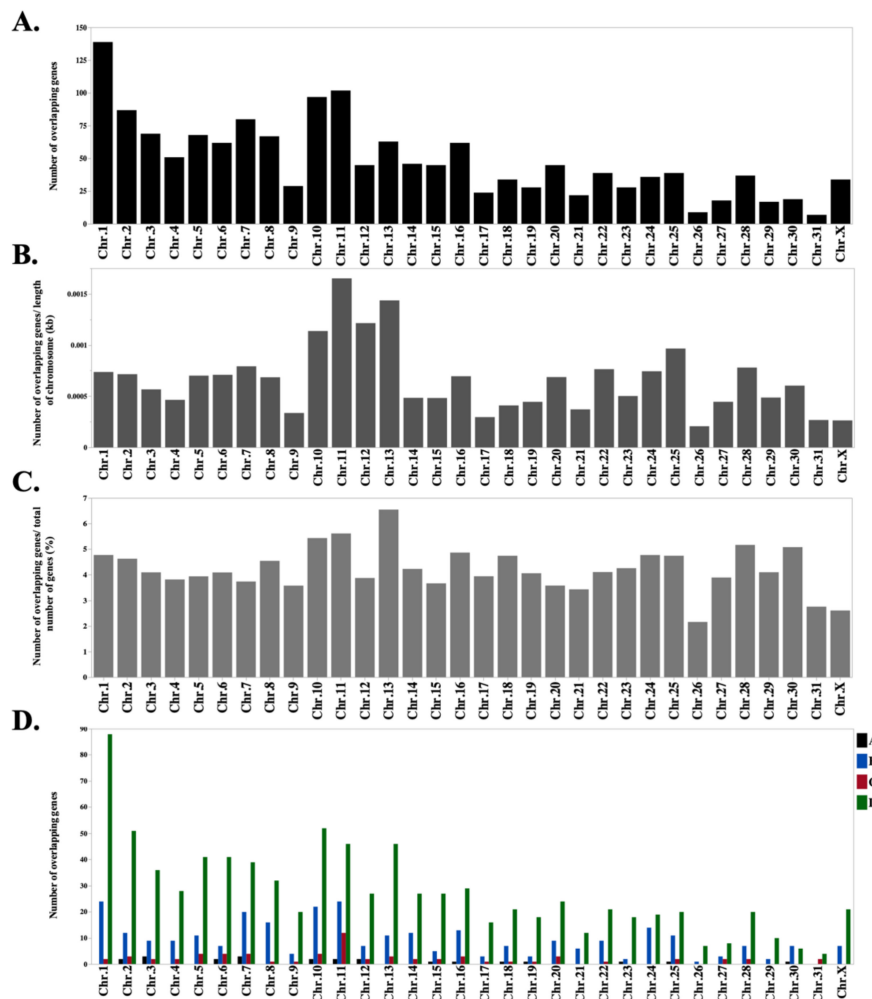 A.
Number of overlapping genes
150
125
100
75
50
25
0
Chr.1 Chr.2 Chr.3 Chr.4 Chr.5 Chr.6 Chr.7 Chr.8 Chr.9 Chr.10 Chr.11 Chr.12 Chr.13 Chr.14 Chr.15 Chr.16 Chr.17 Chr.18 Chr.19 Chr.20 Chr.21 Chr.22 Chr.23 Chr.24 Chr.25 Chr.26 Chr.27 Chr.28 Chr.29 Chr.30 Chr.31 Chr.X
B.
Number of overlapping genes/ length
of chromosome (kb)
0.0015
0.001
0.0005
0
Chr.1 Chr.2 Chr.3 Chr.4 Chr.5 Chr.6 Chr.7 Chr.8 Chr.9 Chr.10 Chr.11 Chr.12 Chr.13 Chr.14 Chr.15 Chr.16 Chr.17 Chr.18 Chr.19 Chr.20 Chr.21 Chr.22 Chr.23 Chr.24 Chr.25 Chr.26 Chr.27 Chr.28 Chr.29 Chr.30 Chr.31 Chr.X
C.
Number of overlapping genes/ total
number of genes (%)
7
6
5
4
3
2
1
0
Chr.1 Chr.2 Chr.3 Chr.4 Chr.5 Chr.6 Chr.7 Chr.8 Chr.9 Chr.10 Chr.11 Chr.12 Chr.13 Chr.14 Chr.15 Chr.16 Chr.17 Chr.18 Chr.19 Chr.20 Chr.21 Chr.22 Chr.23 Chr.24 Chr.25 Chr.26 Chr.27 Chr.28 Chr.29 Chr.30 Chr.31 Chr.X
D.
Number of overlapping genes
90
80
70
60
50
40
30
20
10
0
Chr.1 Chr.2 Chr.3 Chr.4 Chr.5 Chr.6 Chr.7 Chr.8 Chr.9 Chr.10 Chr.11 Chr.12 Chr.13 Chr.14 Chr.15 Chr.16 Chr.17 Chr.18 Chr.19 Chr.20 Chr.21 Chr.22 Chr.23 Chr.24 Chr.25 Chr.26 Chr.27 Chr.28 Chr.29 Chr.30 Chr.31 Chr.X